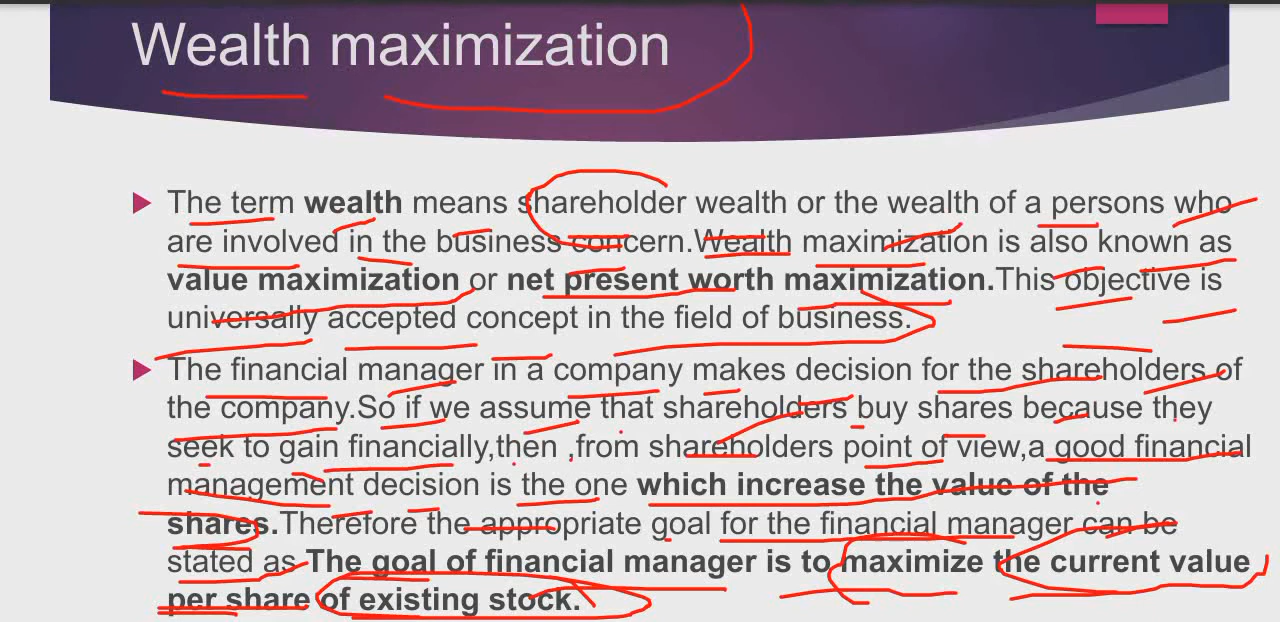 Wealth maximization
The term wealth means shareholder wealth or the wealth of a persons who
are involved in the business concern.Wealth maximization is also known as
value maximization or net present worth maximization.This objective is
universally accepted concept in the field of business.
The financial manager in a company makes decision for the shareholders of
the company.So if we assume that shareholders buy shares because they
seek to gain financially,then ,from shareholders point of view,a good financial
management decision is the one which increase the value of the
shares.Therefore the appropriate goal for the financial manager can be
stated as The goal of financial manager is to maximize the current value
per share of existing stock.